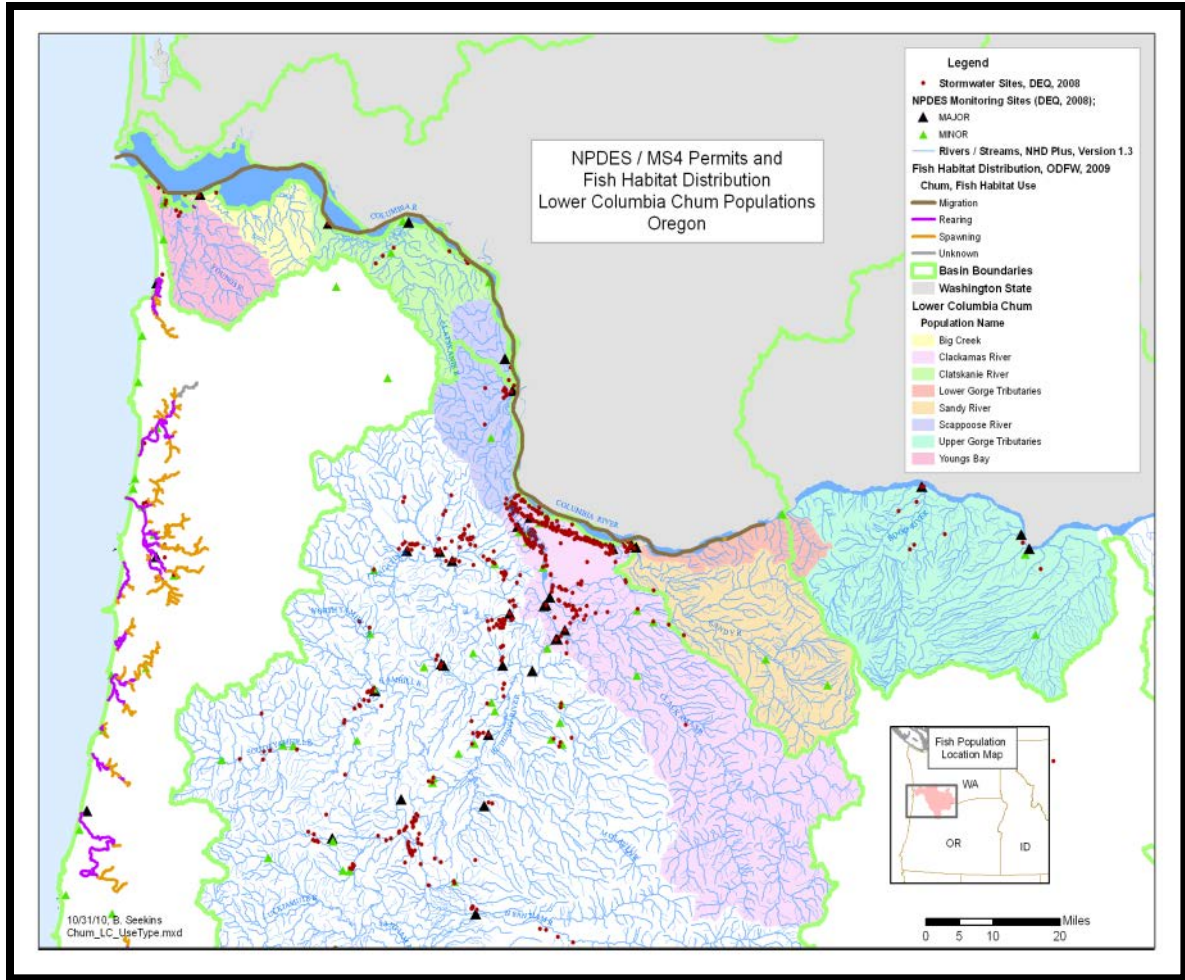 Legend
Stormwater Sites, DEQ, 2008
NPDES Monitoring Sites (DEQ, 2008);
MAJOR
MINOR
Rivers / Streams, NHD Plus, Version 1.3
Fish Habitat Distribution, ODFW, 2009
Chum, Fish Habitat Use
Migration
Rearing
Spawning
Unknown
Basin Boundaries
Washington State
Lower Columbia Chum
Population Name
Big Creek
Clackamas River
Clatskanie River
Lower Gorge Tributaries
Sandy River
Scappoose River
Upper Gorge Tributaries
Youngs Bay
NPDES / MS4 Permits and
Fish Habitat Distribution
Lower Columbia Chum Populations
Oregon
COLUMBIA R
CLATSKANIE R
COLUMBIA RIVER
HOOD RIVER
SANDY R
Fish Population
Location Map
WA
OR
ID
Miles
0 5 10 20
10/31/10, B. Seekins
Chum_LC_UseType.mxd